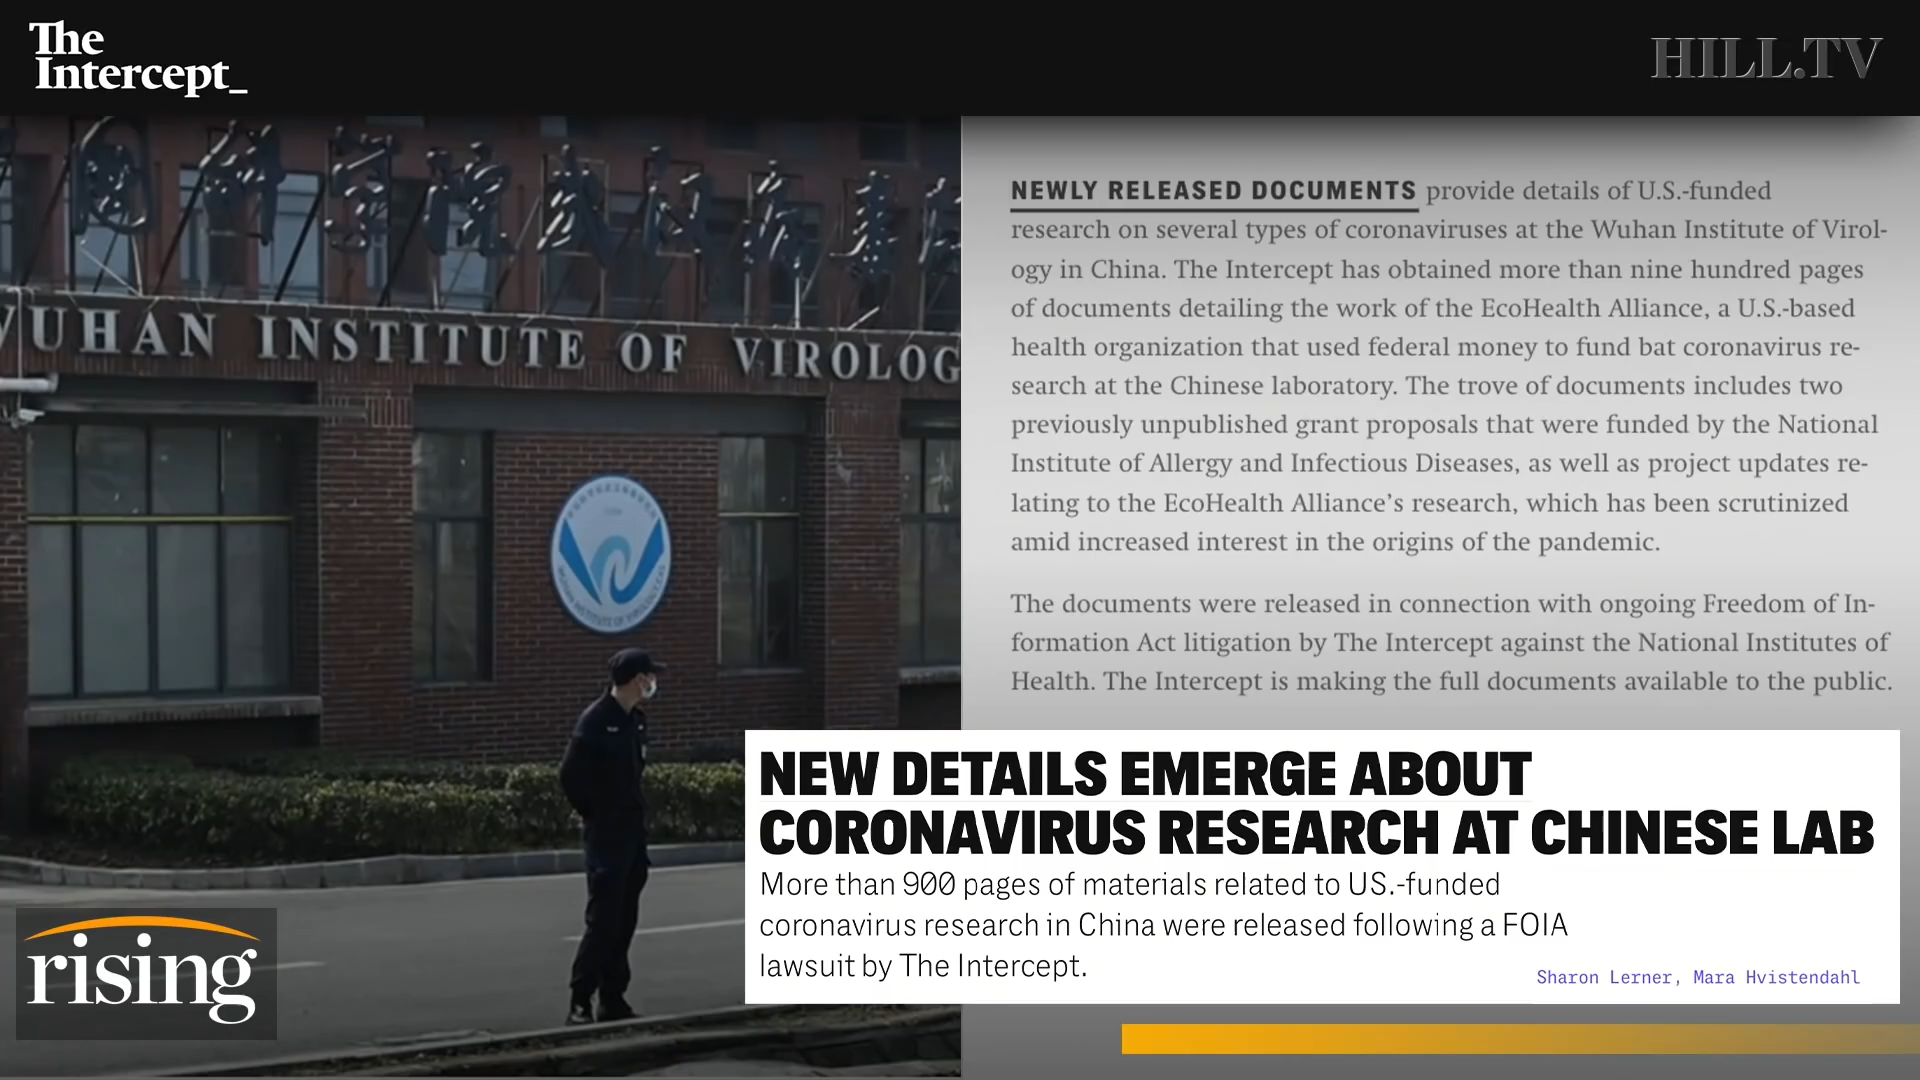 The
Intercept_
HILL.TV
国科学院武汉病毒
WUHAN INSTITUTE OF VIROLOG
NEWLY RELEASED DOCUMENTS provide details of U.S.-funded
research on several types of coronaviruses at the Wuhan Institute of Virol-
ogy in China. The Intercept has obtained more than nine hundred pages
of documents detailing the work of the EcoHealth Alliance, a U.S.-based
health organization that used federal money to fund bat coronavirus re-
search at the Chinese laboratory. The trove of documents includes two
previously unpublished grant proposals that were funded by the National
Institute of Allergy and Infectious Diseases, as well as project updates re-
lating to the EcoHealth Alliance’s research, which has been scrutinized
amid increased interest in the origins of the pandemic.
The documents were released in connection with ongoing Freedom of In-
formation Act litigation by The Intercept against the National Institutes of
Health. The Intercept is making the full documents available to the public.
NEW DETAILS EMERGE ABOUT
CORONAVIRUS RESEARCH AT CHINESE LAB
More than 900 pages of materials related to US.-funded
coronavirus research in China were released following a FOIA
lawsuit by The Intercept.
Sharon Lerner, Mara Hvistendahl
rising